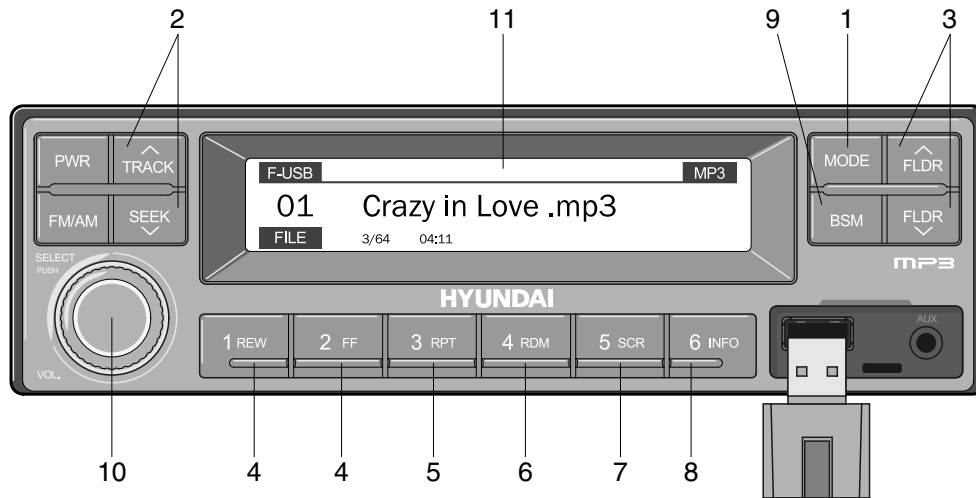 2 11 9 1 3
PWR TRACK
FM/AM SEEK
F-USB MP3
01 Crazy in Love .mp3
FILE 3/64 04:11
MODE FLDR
BSM FLDR
SELECT
PUSH
VOL.
HYUNDAI
mp3
1 REW 2 FF 3 RPT 4 RDM 5 SCR 6 INFO
AUX
10 4 4 5 6 7 8